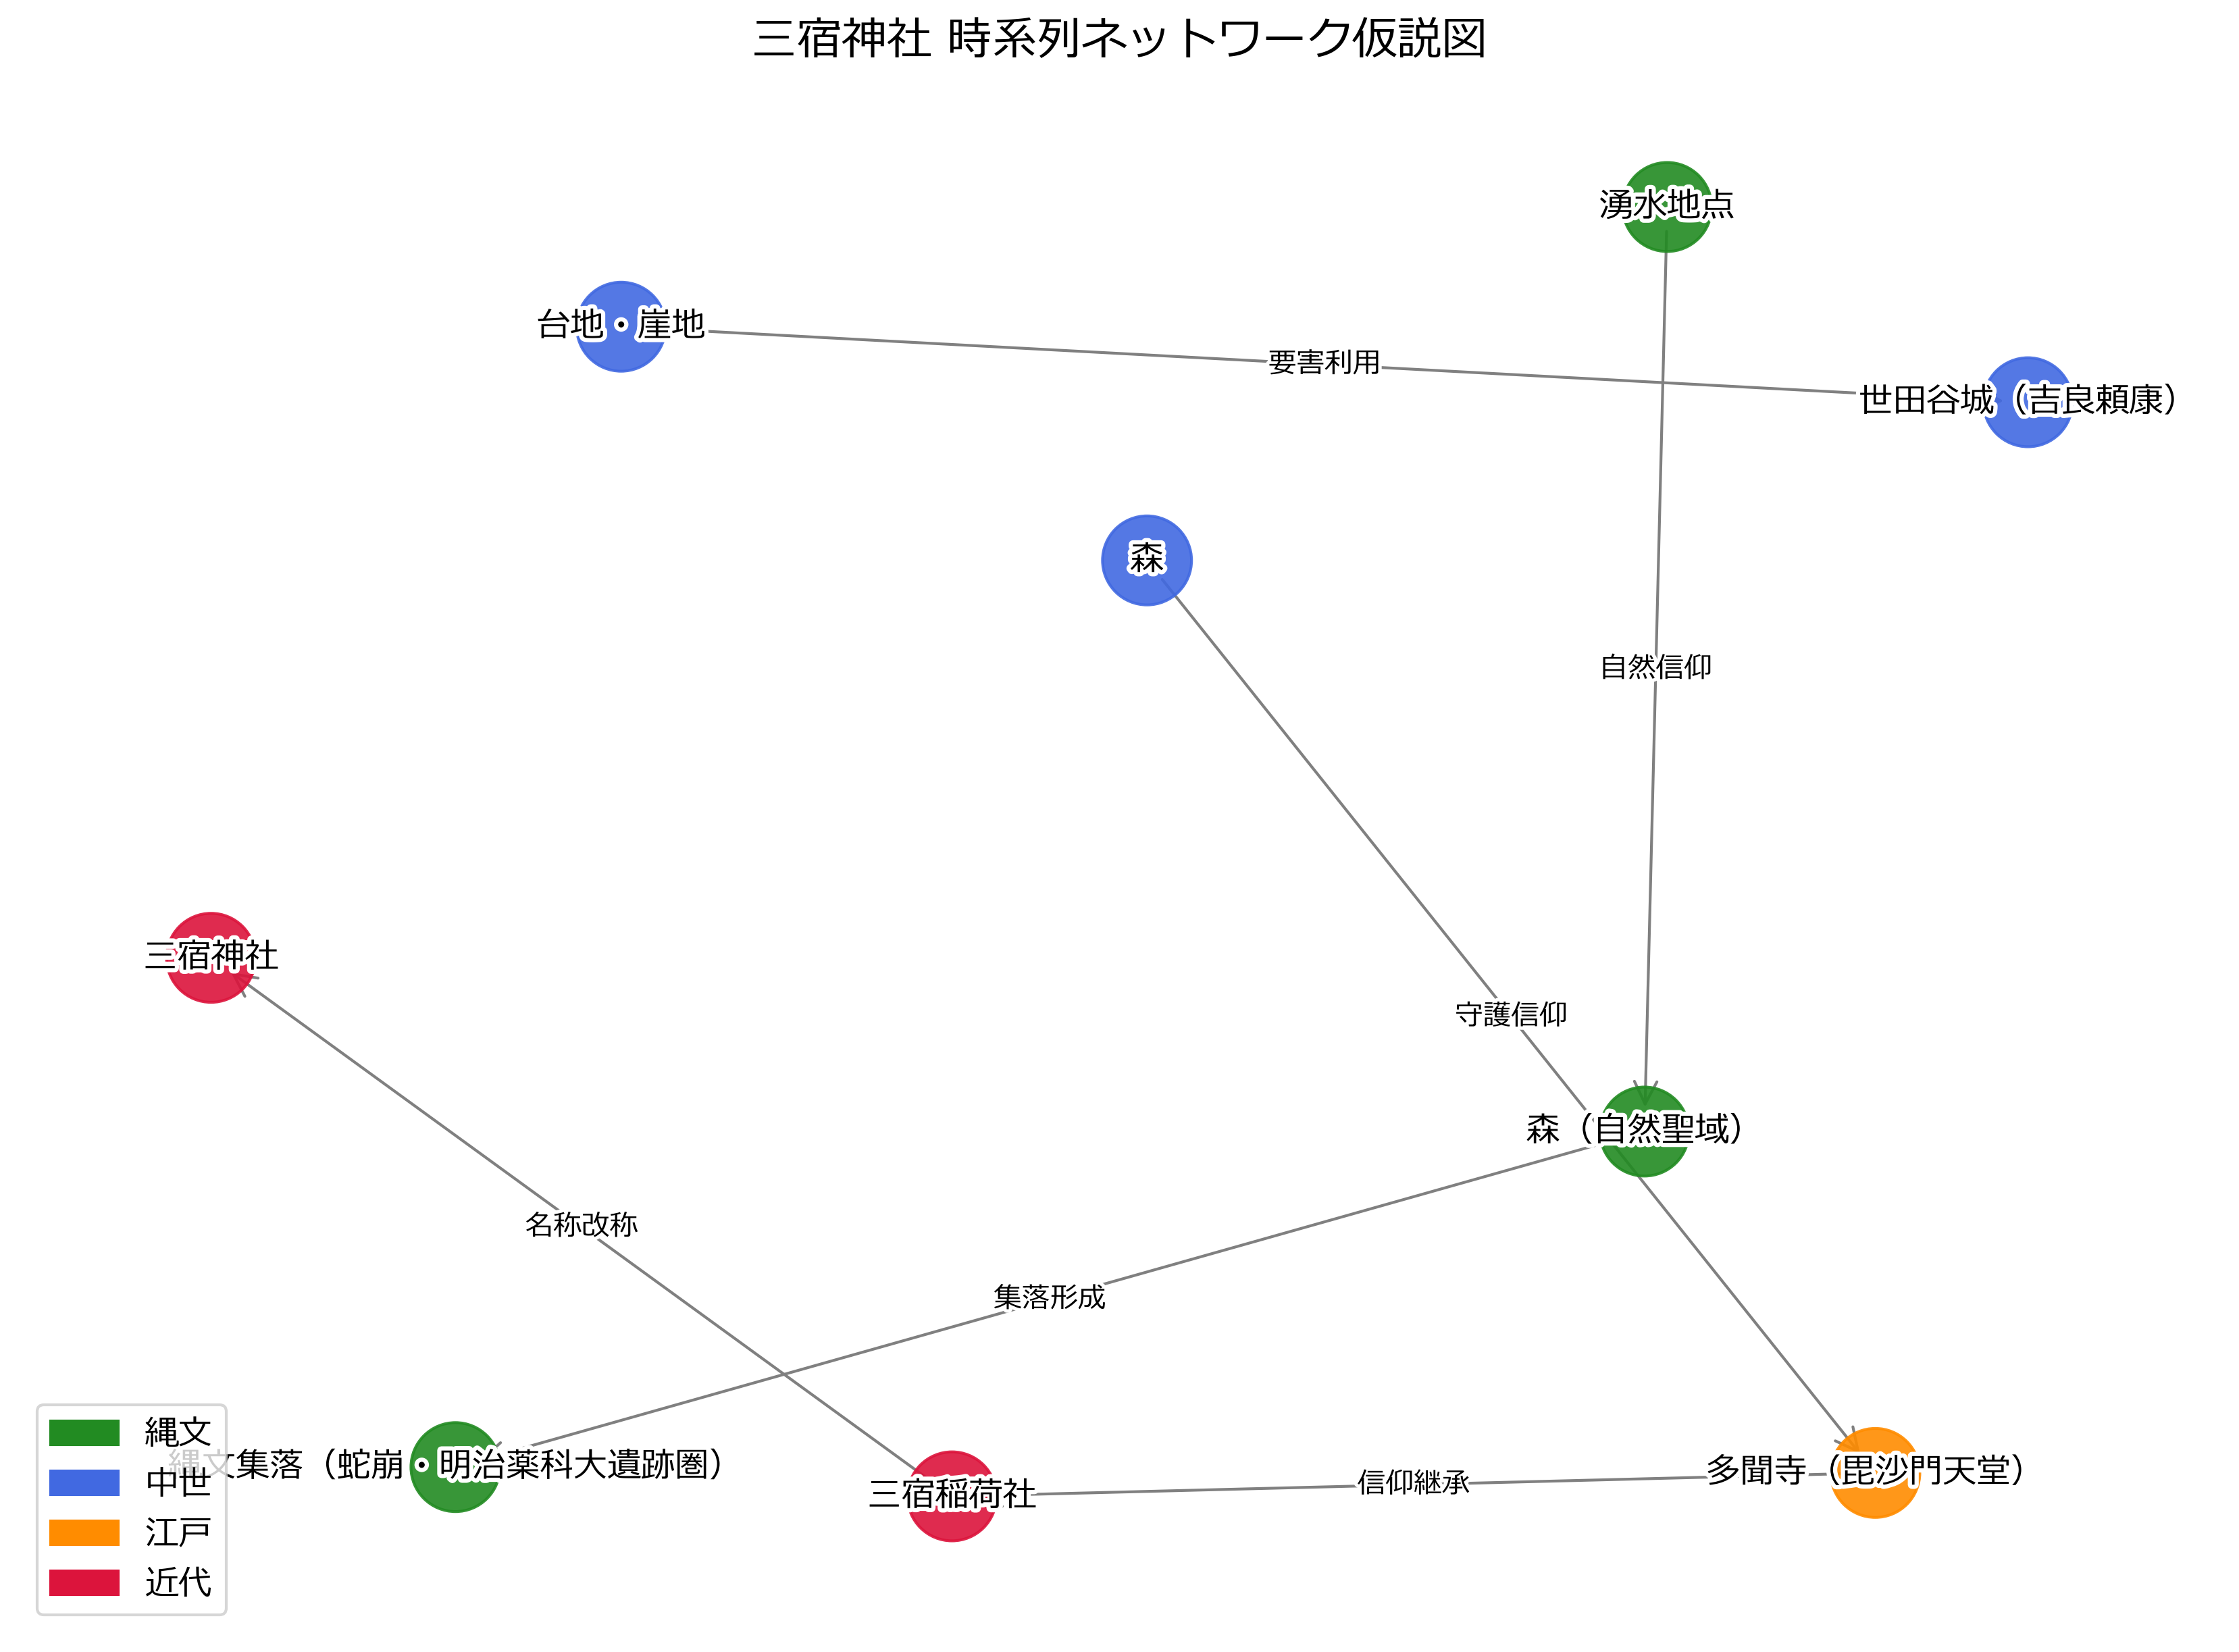 三宿神社 時系列ネットワーク仮説図
湧水地点
台地・崖地
要害利用
世田谷城（吉良頼康）
森
自然信仰
三宿神社
守護信仰
森（自然聖域）
名称改称
集落形成
縄文集落（蛇崩・明治薬科大遺跡圏）
三宿稲荷社
信仰継承
多聞寺（毘沙門天堂）
縄文
中世
江戸
近代